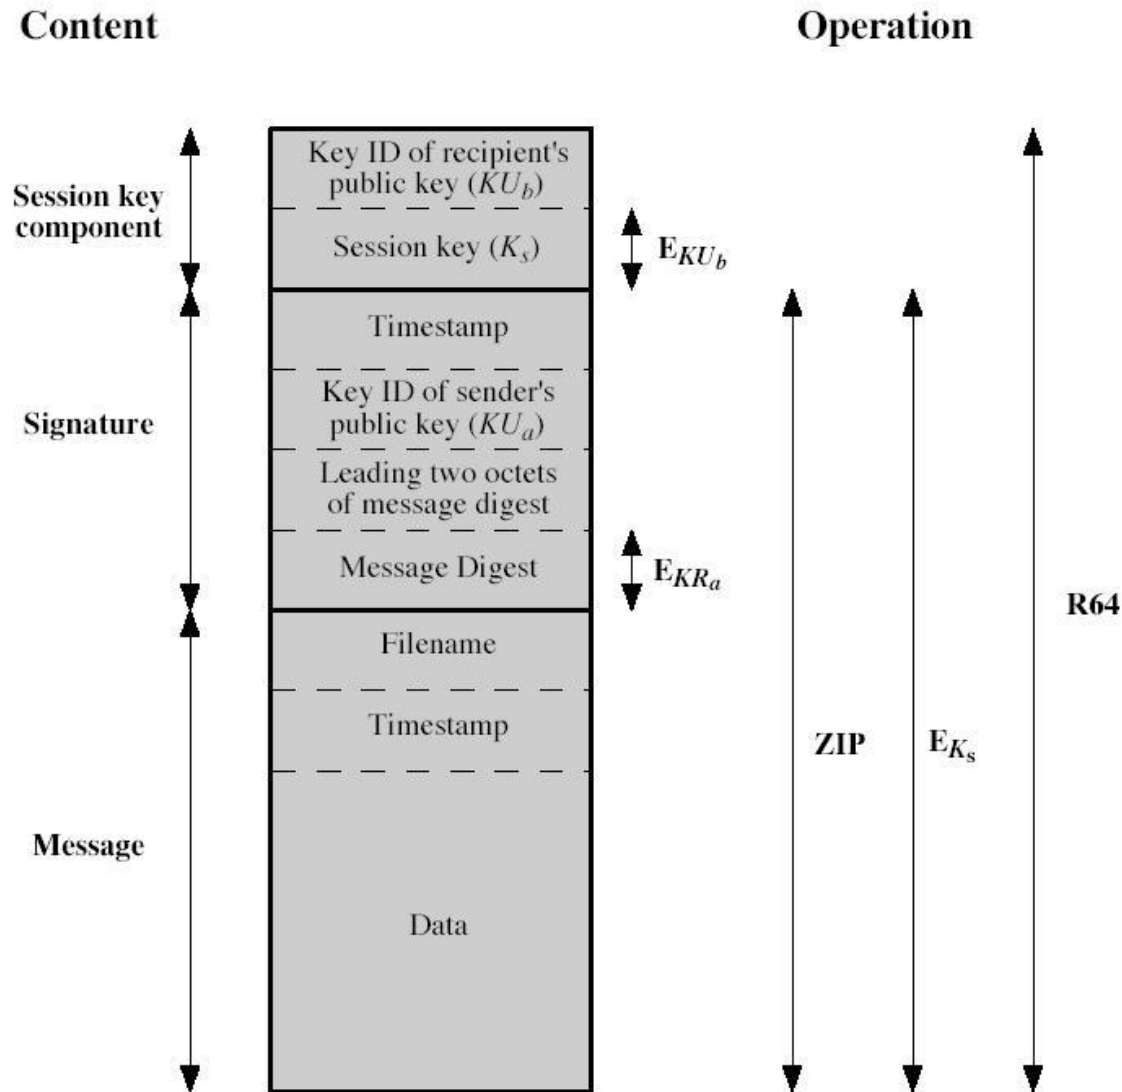 Content
Operation
Key ID of recipient's
public key (KU_b)
Session key
component
Session key (K_s)
E_KU_b
Timestamp
Key ID of sender's
public key (KU_a)
Signature
Leading two octets
of message digest
Message Digest
E_KR_a
R64
Filename
Timestamp
ZIP
E_K_s
Message
Data